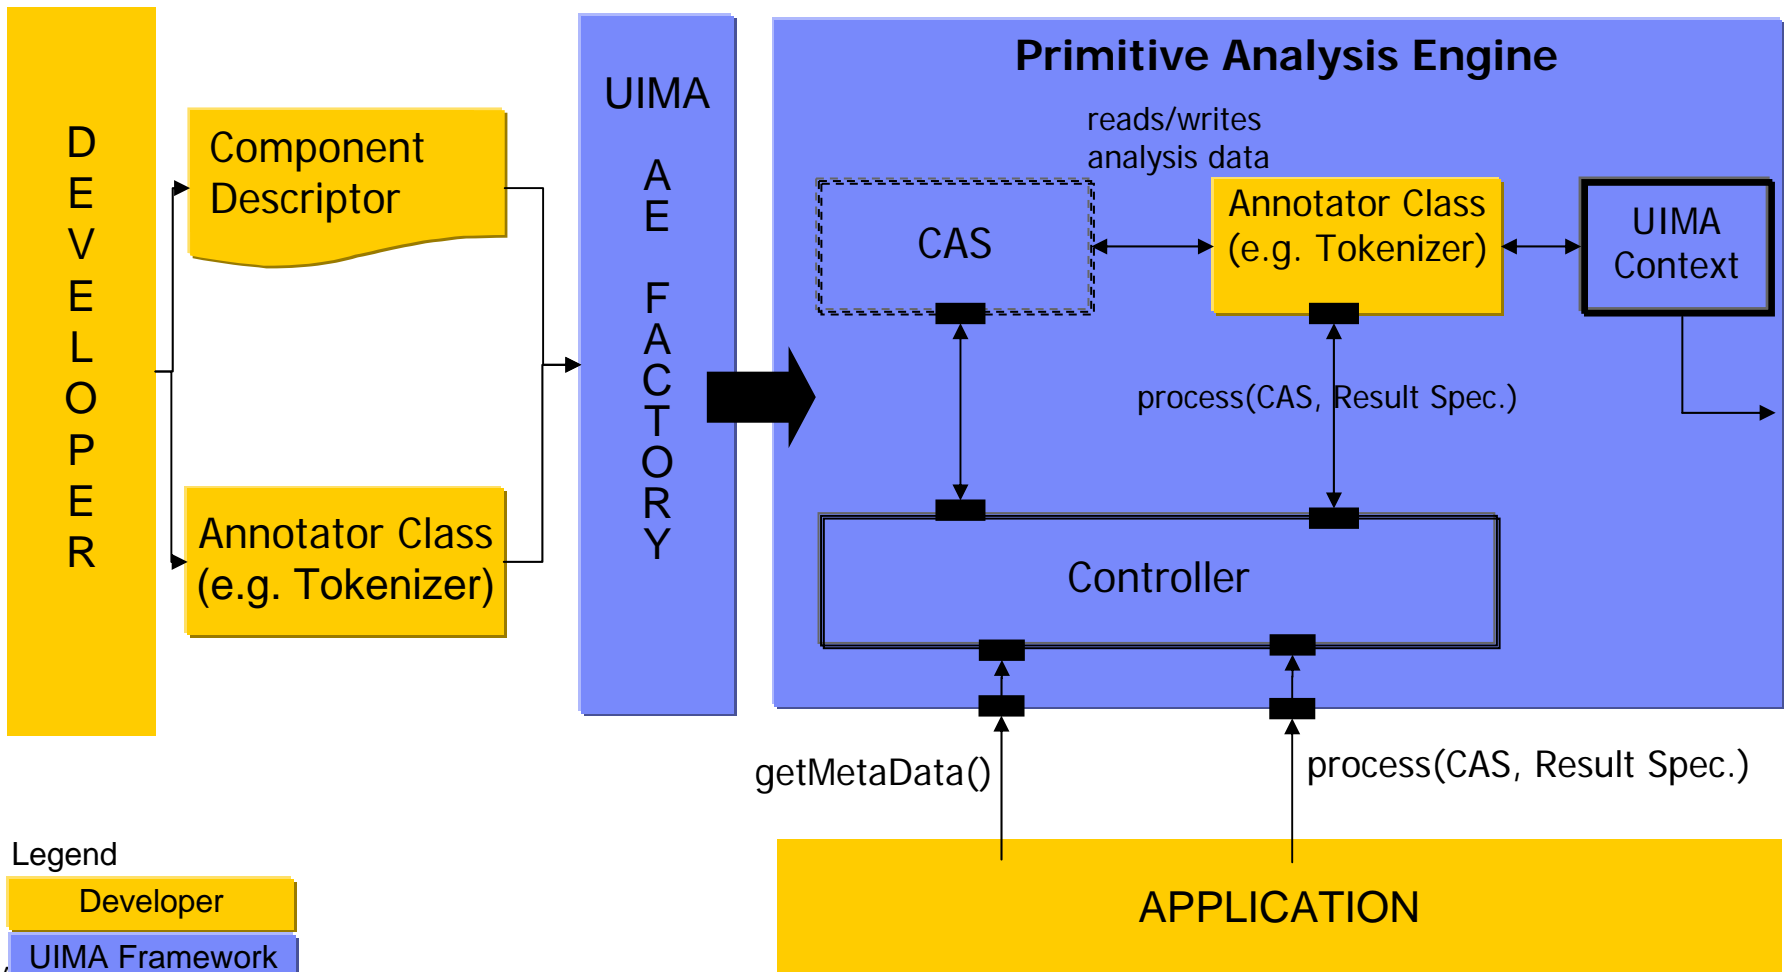 D
E
V
E
L
O
P
E
R
Component
Descriptor
Annotator Class
(e.g. Tokenizer)
UIMA
A
E
F
A
C
T
O
R
Y
Primitive Analysis Engine
reads/writes
analysis data
CAS
Annotator Class
(e.g. Tokenizer)
UIMA
Context
process(CAS, Result Spec.)
Controller
getMetaData()
process(CAS, Result Spec.)
APPLICATION
Legend
Developer
UIMA Framework